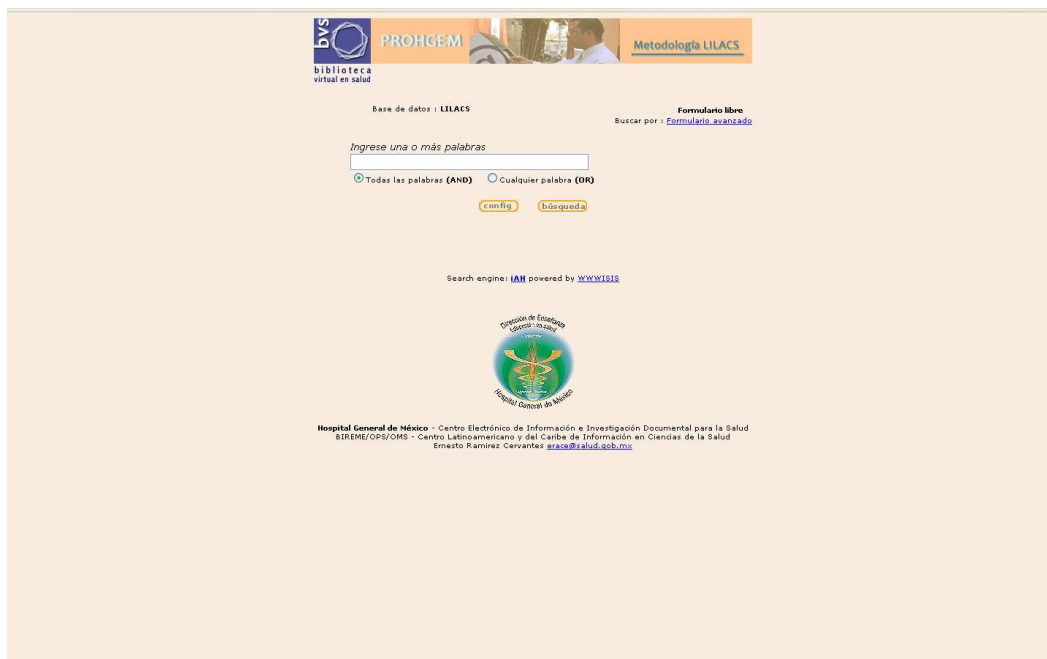 bvs
PROHGEM
Metodología LILACS
biblioteca
virtual en salud
Base de datos : LILACS
Formulario libre
Buscar por : Formulario avanzado
Ingrese una o más palabras
Todas las palabras (AND) Cualquier palabra (OR)
config búsqueda
Search engine: iAH powered by WWWISIS
Dirección de Enseñanza
Educación en salud
Hospital General de México
Hospital General de México - Centro Electrónico de Información e Investigación Documental para la Salud
BIREME/OPS/OMS - Centro Latinoamericano y del Caribe de Información en Ciencias de la Salud
Ernesto Ramirez Cervantes erace@salud.gob.mx